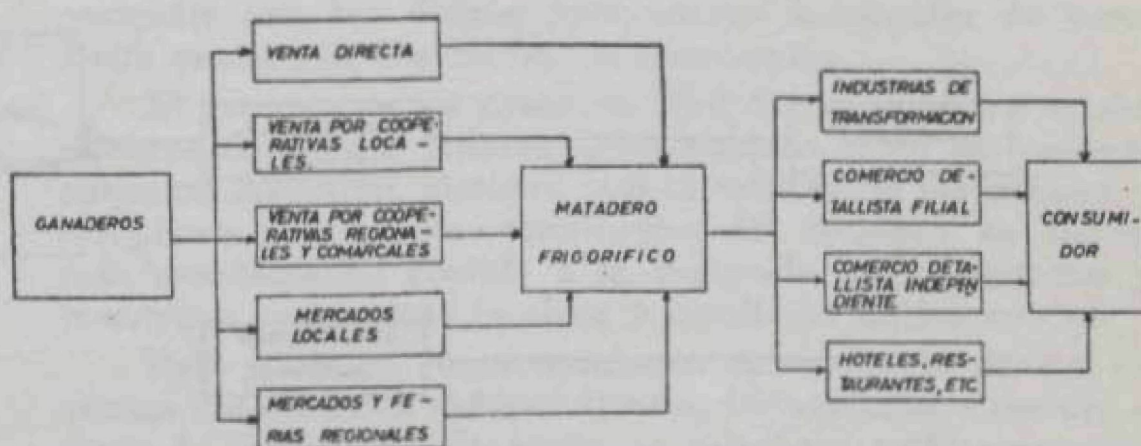 GANADEROS
VENTA DIRECTA
VENTA POR COOPE-
RATIVAS LOCA-
LES.
VENTA POR COOPE-
RATIVAS REGIONA-
LES Y COMARCALES
MERCADOS
LOCALES
MERCADOS Y FE-
RIAS REGIONALES
MATADERO
FRIGORIFICO
INDUSTRIAS DE
TRANSFORMACION
COMERCIO DE-
TALLISTA FILIAL
COMERCIO DETA-
LLISTA INDEPEN-
DIENTE
HOTELES, RES-
TAURANTES, ETC
CONSUMI-
DOR